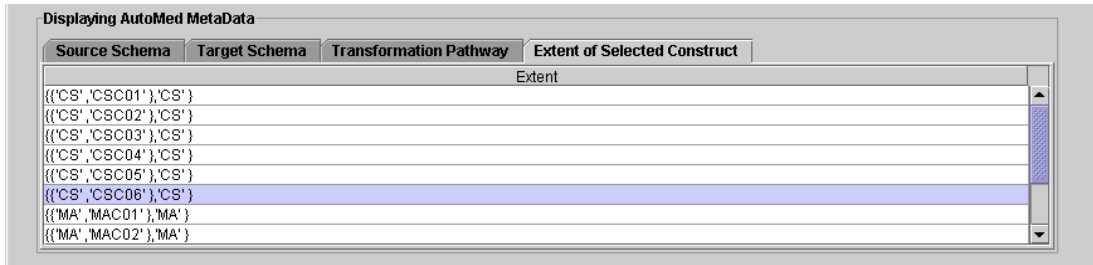 Displaying AutoMed MetaData
Source Schema Target Schema Transformation Pathway Extent of Selected Construct
Extent
{{'CS','CSC01'},'CS'}
{{'CS','CSC02'},'CS'}
{{'CS','CSC03'},'CS'}
{{'CS','CSC04'},'CS'}
{{'CS','CSC05'},'CS'}
{{'CS','CSC06'},'CS'}
{{'MA','MAC01'},'MA'}
{{'MA','MAC02'},'MA'}